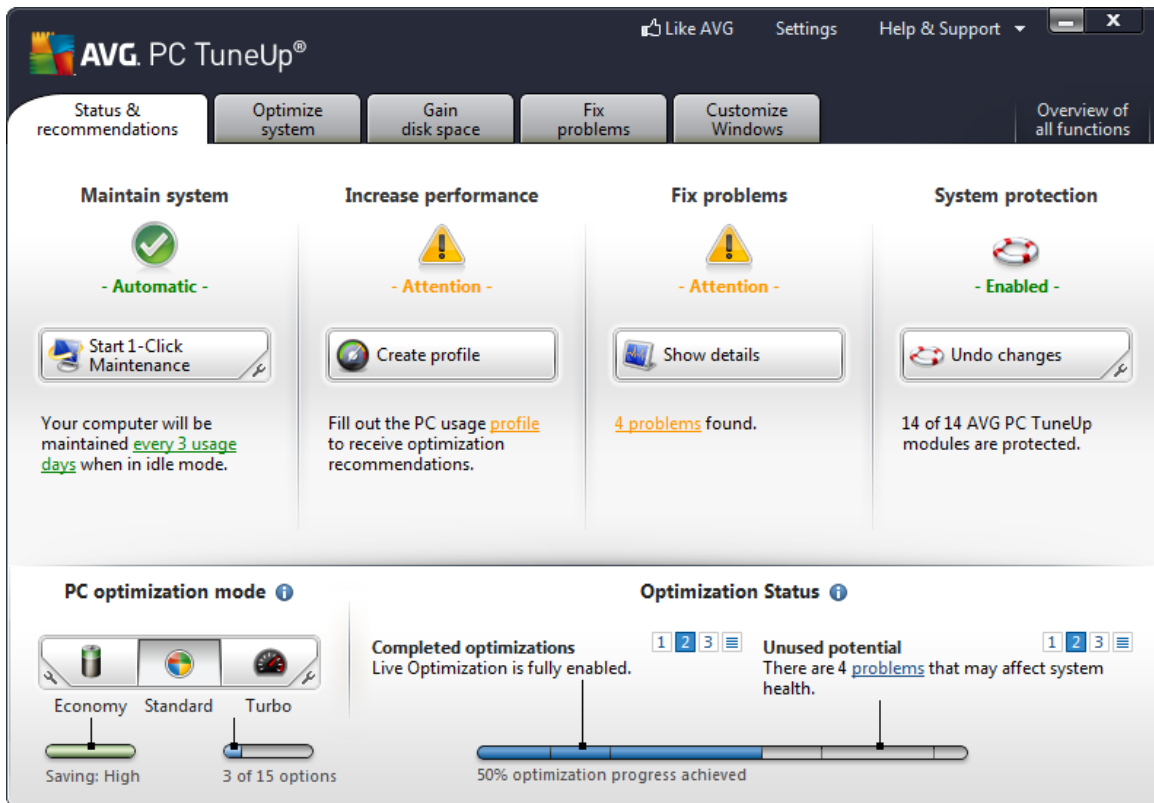 Like AVG Settings Help & Support
AVG. PC TuneUp®
Status &
recommendations
Optimize
system
Gain
disk space
Fix
problems
Customize
Windows
Overview of
all functions
Maintain system
- Automatic -
Start 1-Click
Maintenance
Your computer will be
maintained every 3 usage
days when in idle mode.
Increase performance
- Attention -
Create profile
Fill out the PC usage profile
to receive optimization
recommendations.
Fix problems
- Attention -
Show details
4 problems found.
System protection
- Enabled -
Undo changes
14 of 14 AVG PC TuneUp
modules are protected.
PC optimization mode
Economy Standard Turbo
Saving: High
3 of 15 options
Optimization Status
Completed optimizations
1 2 3
Live Optimization is fully enabled.
Unused potential
1 2 3
There are 4 problems that may affect system
health.
50% optimization progress achieved